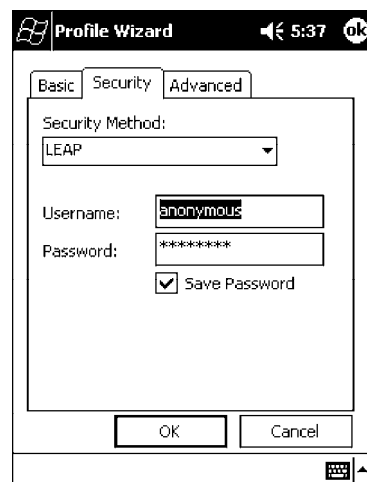 Profile Wizard 5:37 ok
Basic Security Advanced
Security Method:
LEAP
Username: anonymous
Password: ********
Save Password
OK Cancel